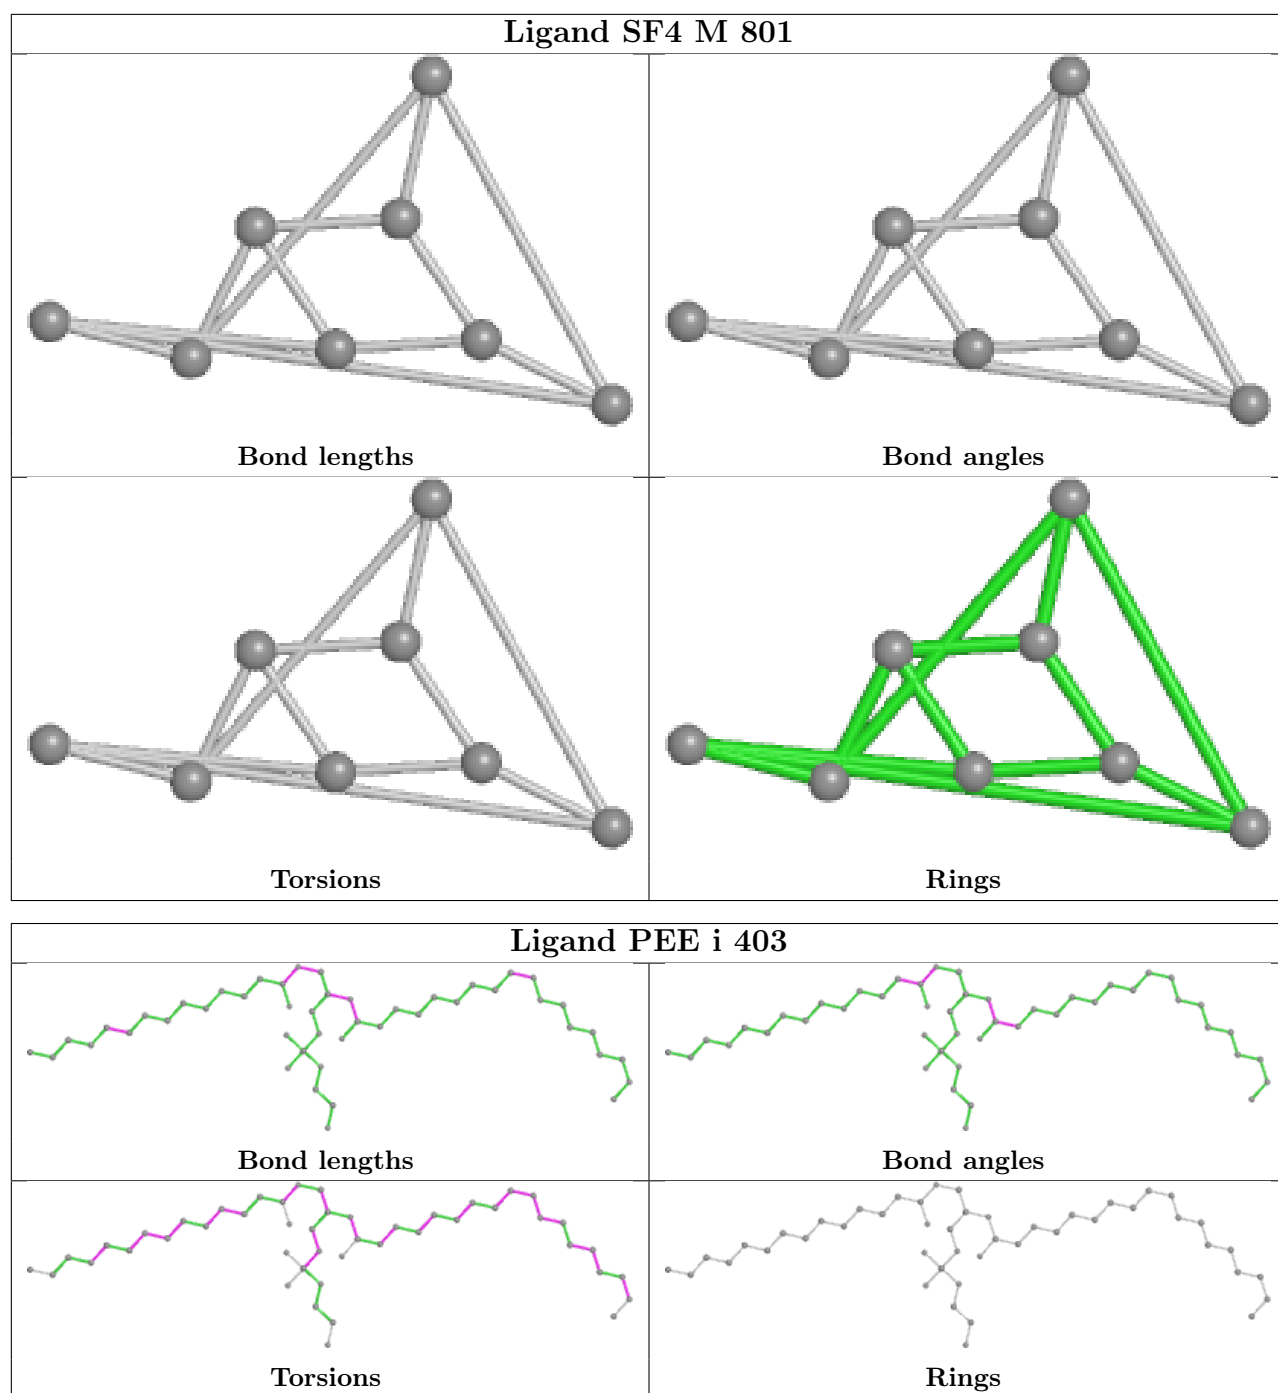 Ligand SF4 M 801
Bond lengths
Bond angles
Torsions
Rings
Ligand PEE i 403
Bond lengths
Bond angles
Torsions
Rings